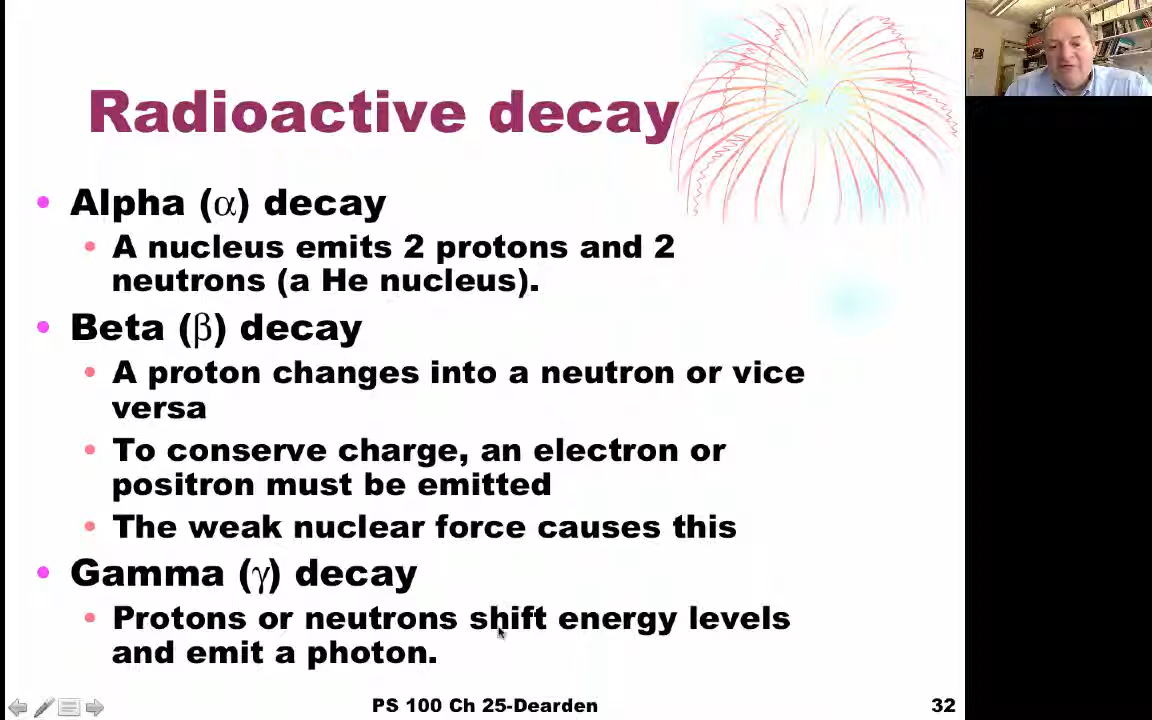 Radioactive decay
• Alpha (α) decay
• A nucleus emits 2 protons and 2
neutrons (a He nucleus).
• Beta (β) decay
• A proton changes into a neutron or vice
versa
• To conserve charge, an electron or
positron must be emitted
• The weak nuclear force causes this
• Gamma (γ) decay
• Protons or neutrons shift energy levels
and emit a photon.
PS 100 Ch 25-Dearden
32